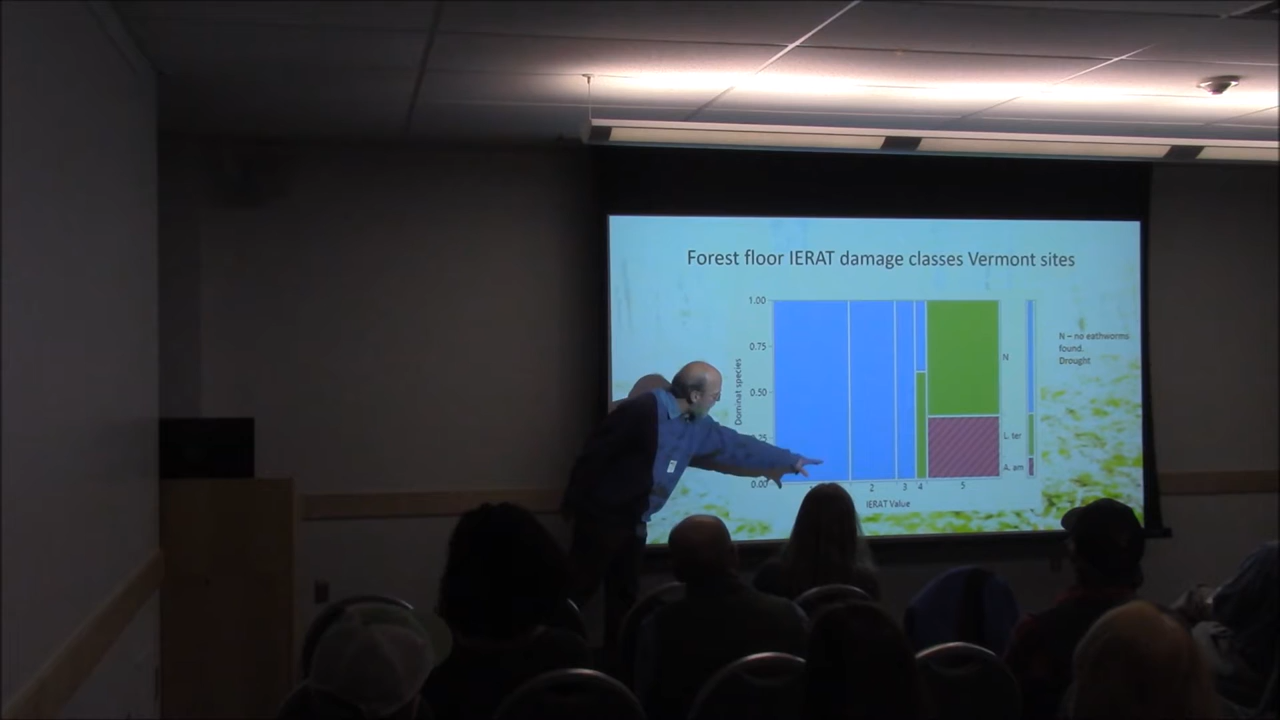 Forest floor IERAT damage classes Vermont sites
1.00
0.75
0.50
0.00
Dominat species
N
L. ter
A. am
N – no eathworms
found.
Drought
2 3 4 5
IERAT Value